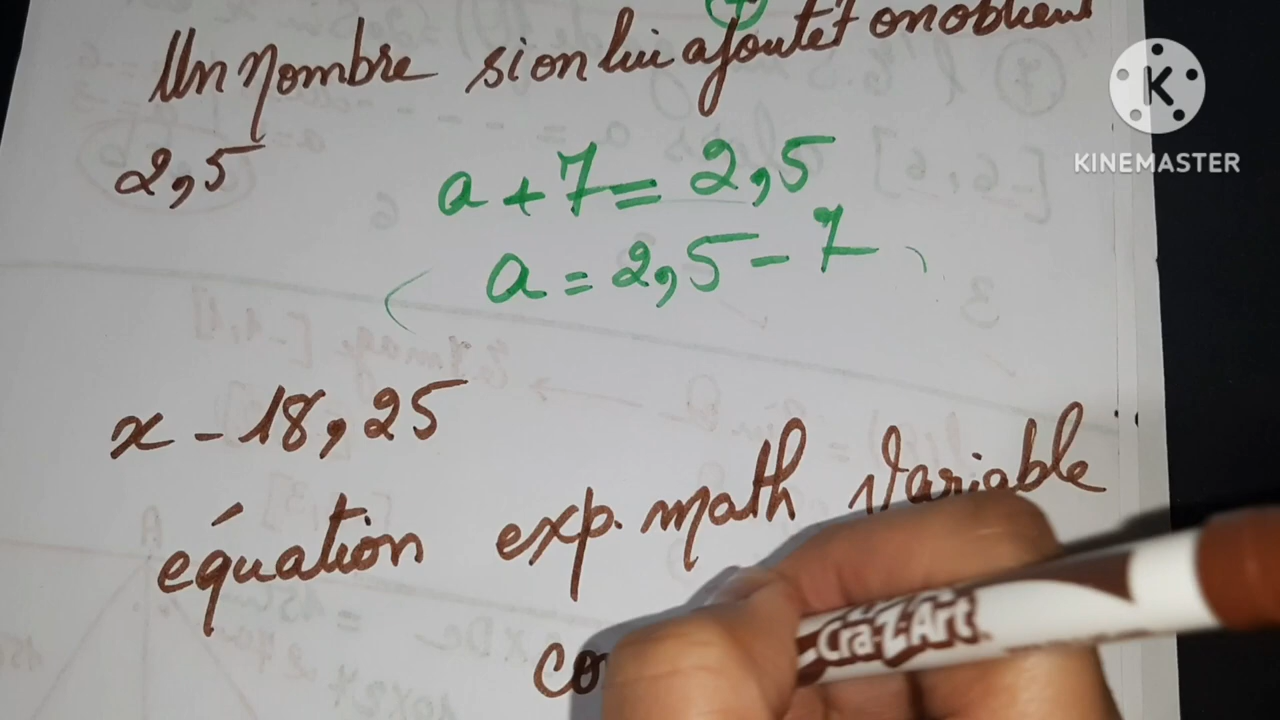 Un nombre si on lui ajoute 7 on obtient
2,5
a + 7 = 2,5
( a = 2,5 - 7 )
x - 18,25
équation exp. math variable
co
Cra-Z-Art
K
KINEMASTER